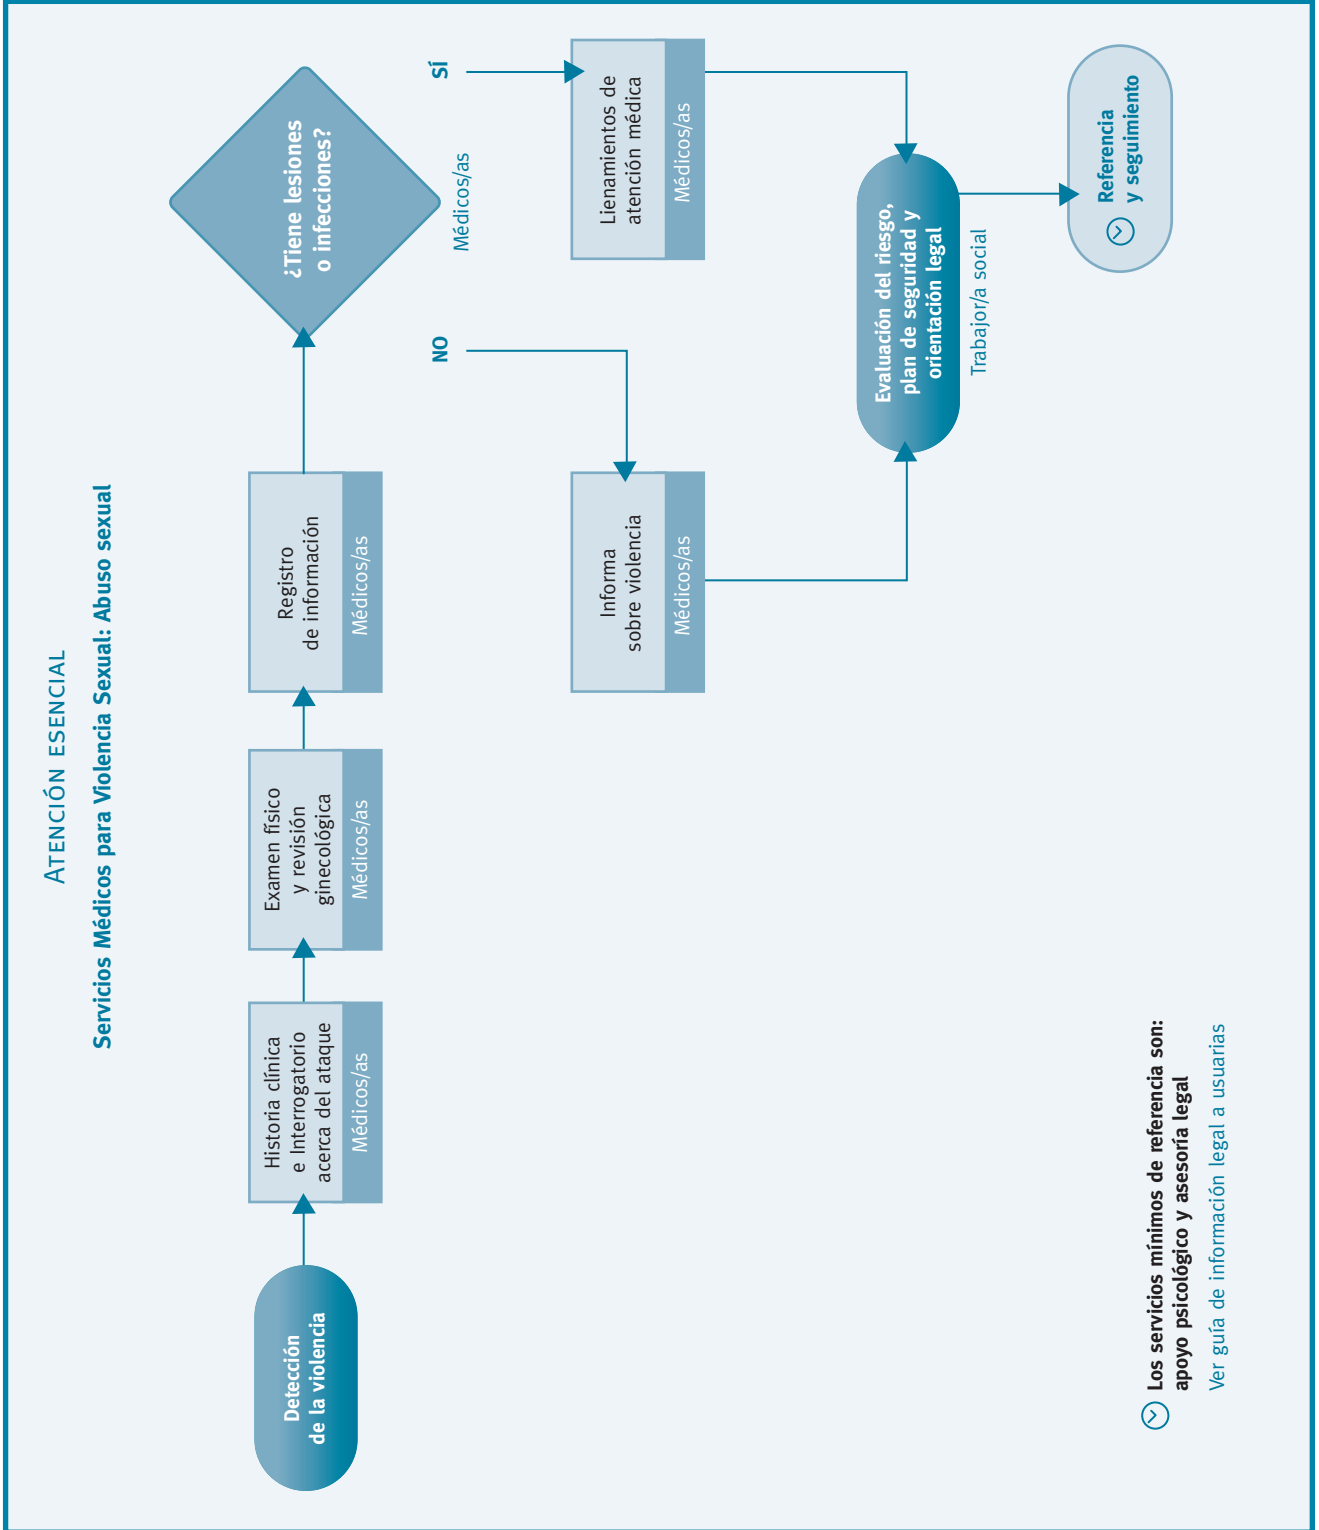 ATENCIÓN ESENCIAL
Servicios Médicos para Violencia Sexual: Abuso sexual
Detección
de la violencia
Historia clínica
e Interrogatorio
acerca del ataque
Médicos/as
Examen físico
y revisión
ginecológica
Médicos/as
Registro
de información
Médicos/as
¿Tiene lesiones
o infecciones?
Médicos/as
NO
SÍ
Informa
sobre violencia
Médicos/as
Lienamientos de
atención médica
Médicos/as
Evaluación del riesgo,
plan de seguridad y
orientación legal
Trabajor/a social
Referencia
y seguimiento
Los servicios mínimos de referencia son:
apoyo psicológico y asesoría legal
Ver guía de información legal a usuarias